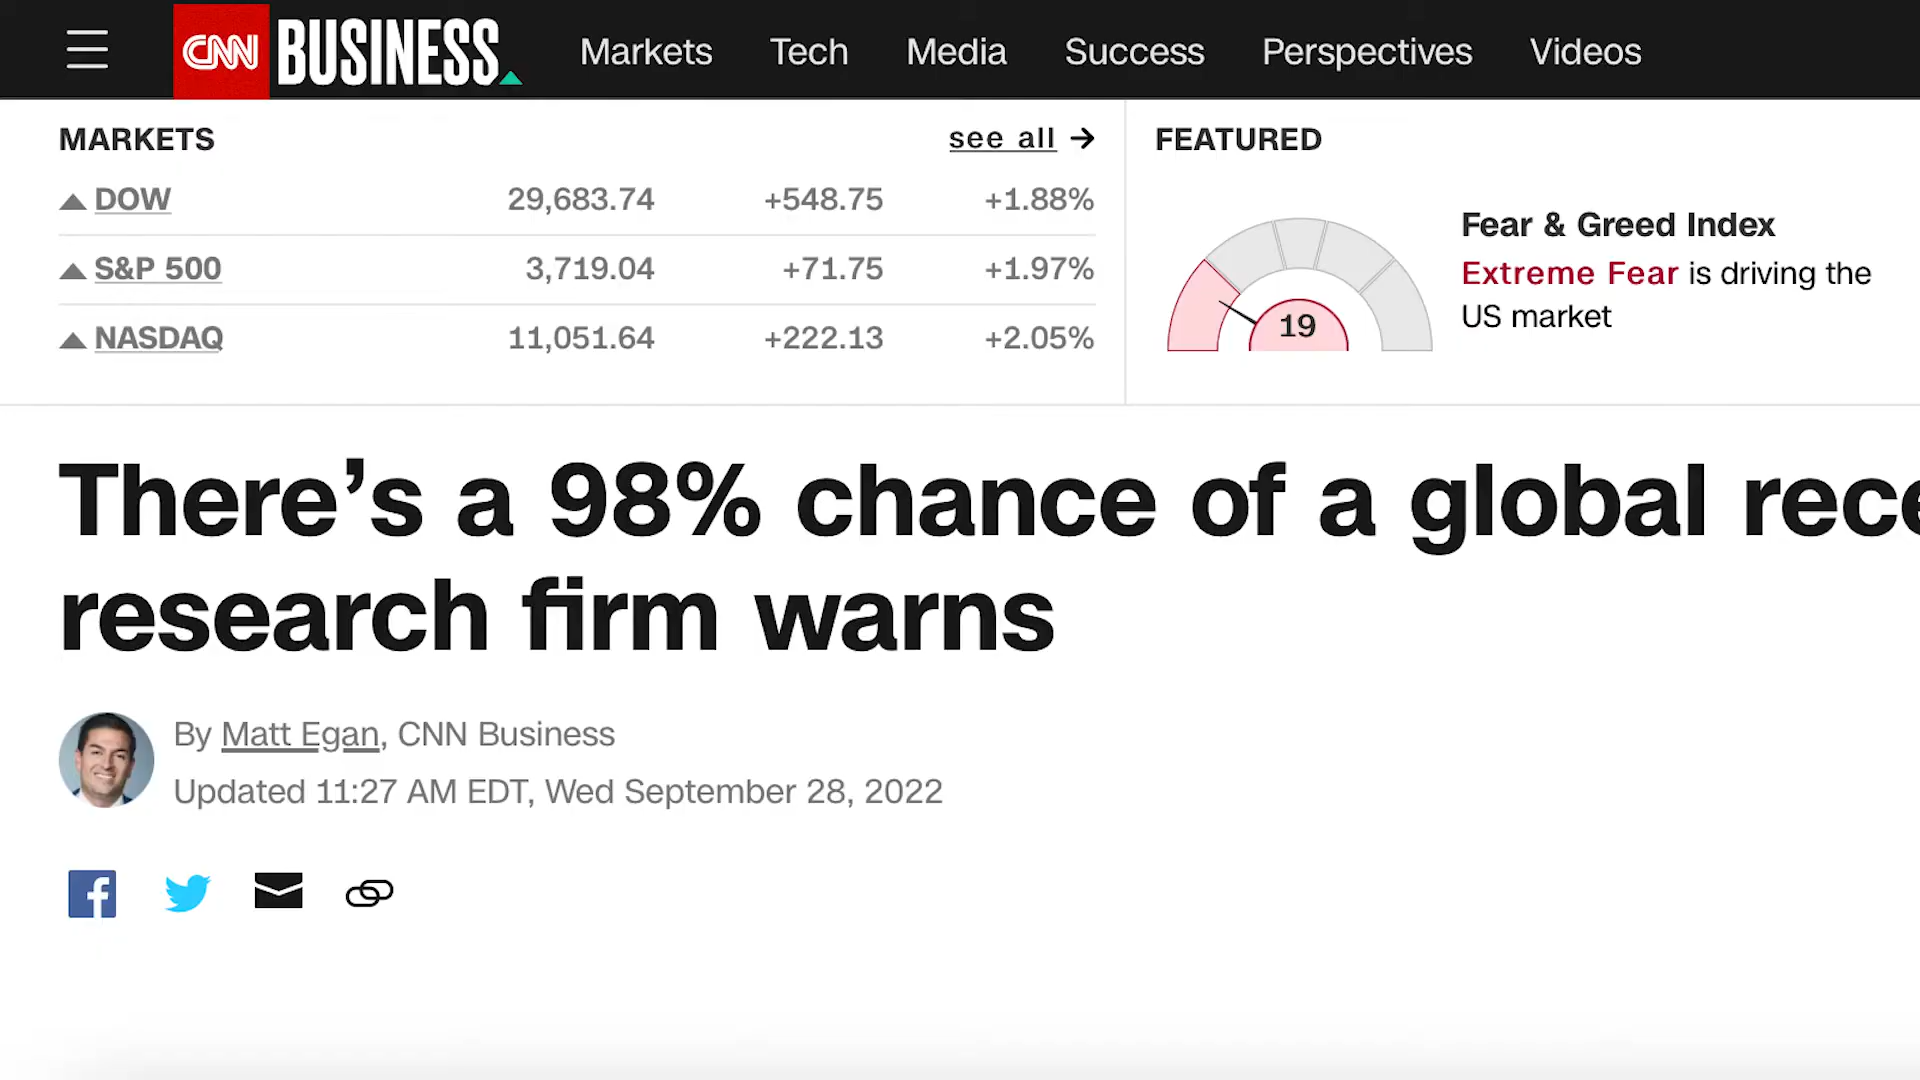 CNN BUSINESS Markets Tech Media Success Perspectives Videos
MARKETS see all →
DOW 29,683.74 +548.75 +1.88%
S&P 500 3,719.04 +71.75 +1.97%
NASDAQ 11,051.64 +222.13 +2.05%
FEATURED
19
Fear & Greed Index
Extreme Fear is driving the
US market
There’s a 98% chance of a global
research firm warns
By Matt Egan, CNN Business
Updated 11:27 AM EDT, Wed September 28, 2022